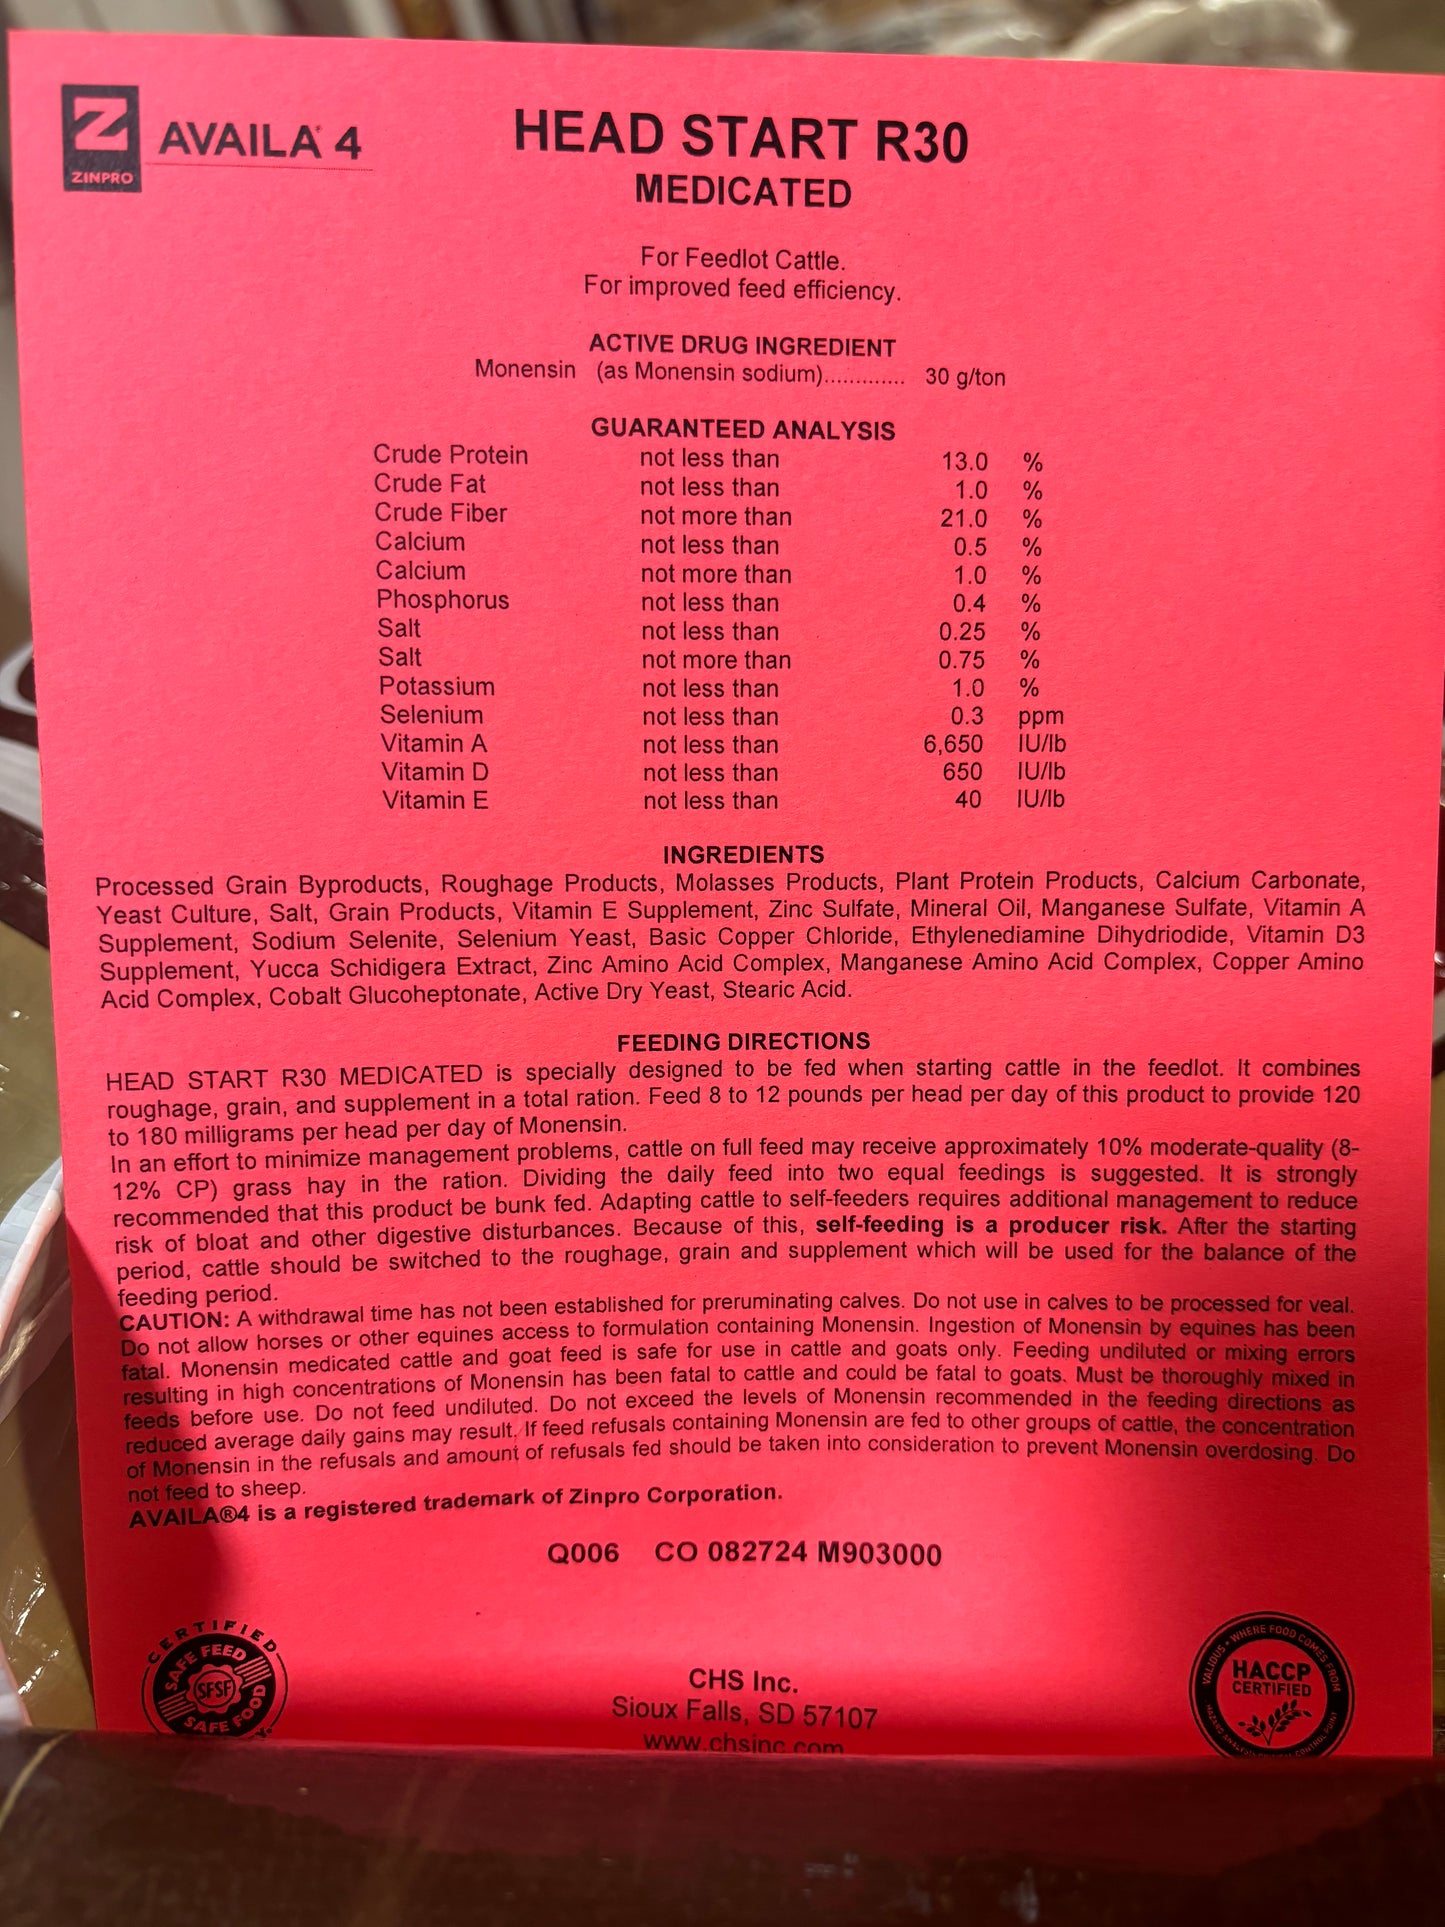 Z
ZINPRO
AVAILA® 4
HEAD START R30
MEDICATED
For Feedlot Cattle.
For improved feed efficiency.
ACTIVE DRUG INGREDIENT
Monensin (as Monensin sodium)............. 30 g/ton
GUARANTEED ANALYSIS
Crude Protein not less than 13.0 %
Crude Fat not less than 1.0 %
Crude Fiber not more than 21.0 %
Calcium not less than 0.5 %
Calcium not more than 1.0 %
Phosphorus not less than 0.4 %
Salt not less than 0.25 %
Salt not more than 0.75 %
Potassium not less than 1.0 %
Selenium not less than 0.3 ppm
Vitamin A not less than 6,650 IU/lb
Vitamin D not less than 650 IU/lb
Vitamin E not less than 40 IU/lb
INGREDIENTS
Processed Grain Byproducts, Roughage Products, Molasses Products, Plant Protein Products, Calcium Carbonate,
Yeast Culture, Salt, Grain Products, Vitamin E Supplement, Zinc Sulfate, Mineral Oil, Manganese Sulfate, Vitamin A
Supplement, Sodium Selenite, Selenium Yeast, Basic Copper Chloride, Ethylenediamine Dihydriodide, Vitamin D3
Supplement, Yucca Schidigera Extract, Zinc Amino Acid Complex, Manganese Amino Acid Complex, Copper Amino
Acid Complex, Cobalt Glucoheptonate, Active Dry Yeast, Stearic Acid.
FEEDING DIRECTIONS
HEAD START R30 MEDICATED is specially designed to be fed when starting cattle in the feedlot. It combines
roughage, grain, and supplement in a total ration. Feed 8 to 12 pounds per head per day of this product to provide 120
to 180 milligrams per head per day of Monensin.
In an effort to minimize management problems, cattle on full feed may receive approximately 10% moderate-quality (8-
12% CP) grass hay in the ration. Dividing the daily feed into two equal feedings is suggested. It is strongly
recommended that this product be bunk fed. Adapting cattle to self-feeders requires additional management to reduce
risk of bloat and other digestive disturbances. Because of this, self-feeding is a producer risk. After the starting
period, cattle should be switched to the roughage, grain and supplement which will be used for the balance of the
feeding period.
CAUTION: A withdrawal time has not been established for preruminating calves. Do not use in calves to be processed for veal.
Do not allow horses or other equines access to formulation containing Monensin. Ingestion of Monensin by equines has been
fatal. Monensin medicated cattle and goat feed is safe for use in cattle and goats only. Feeding undiluted or mixing errors
resulting in high concentrations of Monensin has been fatal to cattle and could be fatal to goats. Must be thoroughly mixed in
feeds before use. Do not feed undiluted. Do not exceed the levels of Monensin recommended in the feeding directions as
reduced average daily gains may result. If feed refusals containing Monensin are fed to other groups of cattle, the concentration
of Monensin in the refusals and amount of refusals fed should be taken into consideration to prevent Monensin overdosing. Do
not feed to sheep.
AVAILA®4 is a registered trademark of Zinpro Corporation.
Q006 CO 082724 M903000
CERTIFIED
SAFE FEED
SFSF
SAFE FOOD
CHS Inc.
Sioux Falls, SD 57107
www.chsinc.com
VALIDUS • WHERE FOOD COMES FROM
HACCP
CERTIFIED